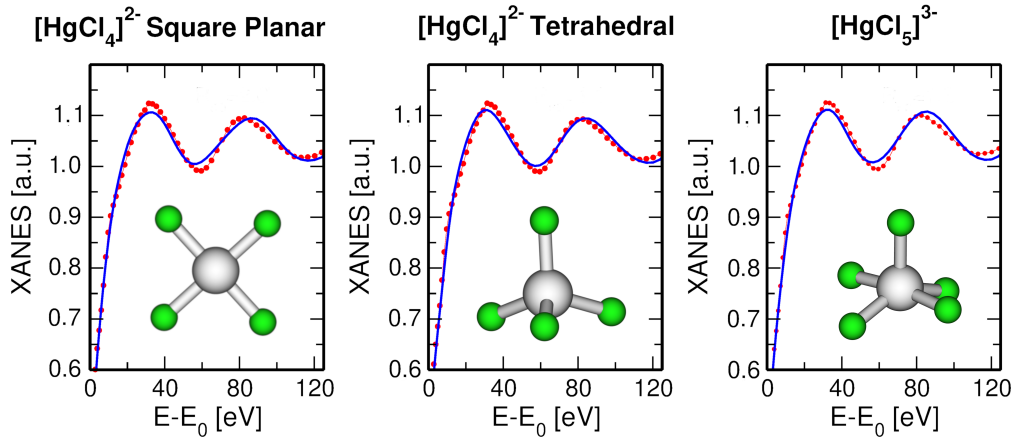 [HgCl4]2- Square Planar
[HgCl4]2- Tetrahedral
[HgCl5]3-
XANES [a.u.]
1.1
1.0
0.9
0.8
0.7
0.6
0 40 80 120
E-E0 [eV]
XANES [a.u.]
1.1
1.0
0.9
0.8
0.7
0.6
0 40 80 120
E-E0 [eV]
XANES [a.u.]
1.1
1.0
0.9
0.8
0.7
0.6
0 40 80 120
E-E0 [eV]